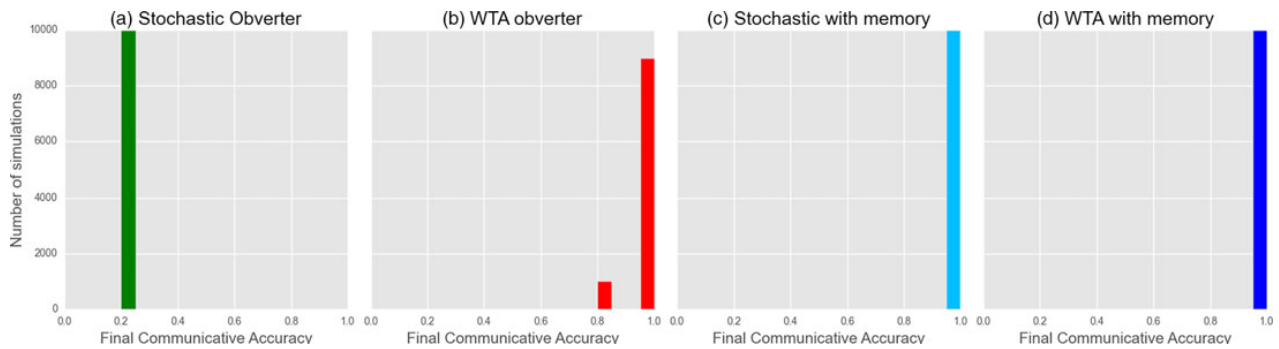 (a) Stochastic Obverter (b) WTA obverter (c) Stochastic with memory (d) WTA with memory
Number of simulations
10000
8000
6000
4000
2000
0
0.0 0.2 0.4 0.6 0.8 1.0 0.0 0.2 0.4 0.6 0.8 1.0 0.0 0.2 0.4 0.6 0.8 1.0 0.0 0.2 0.4 0.6 0.8 1.0
Final Communicative Accuracy Final Communicative Accuracy Final Communicative Accuracy Final Communicative Accuracy